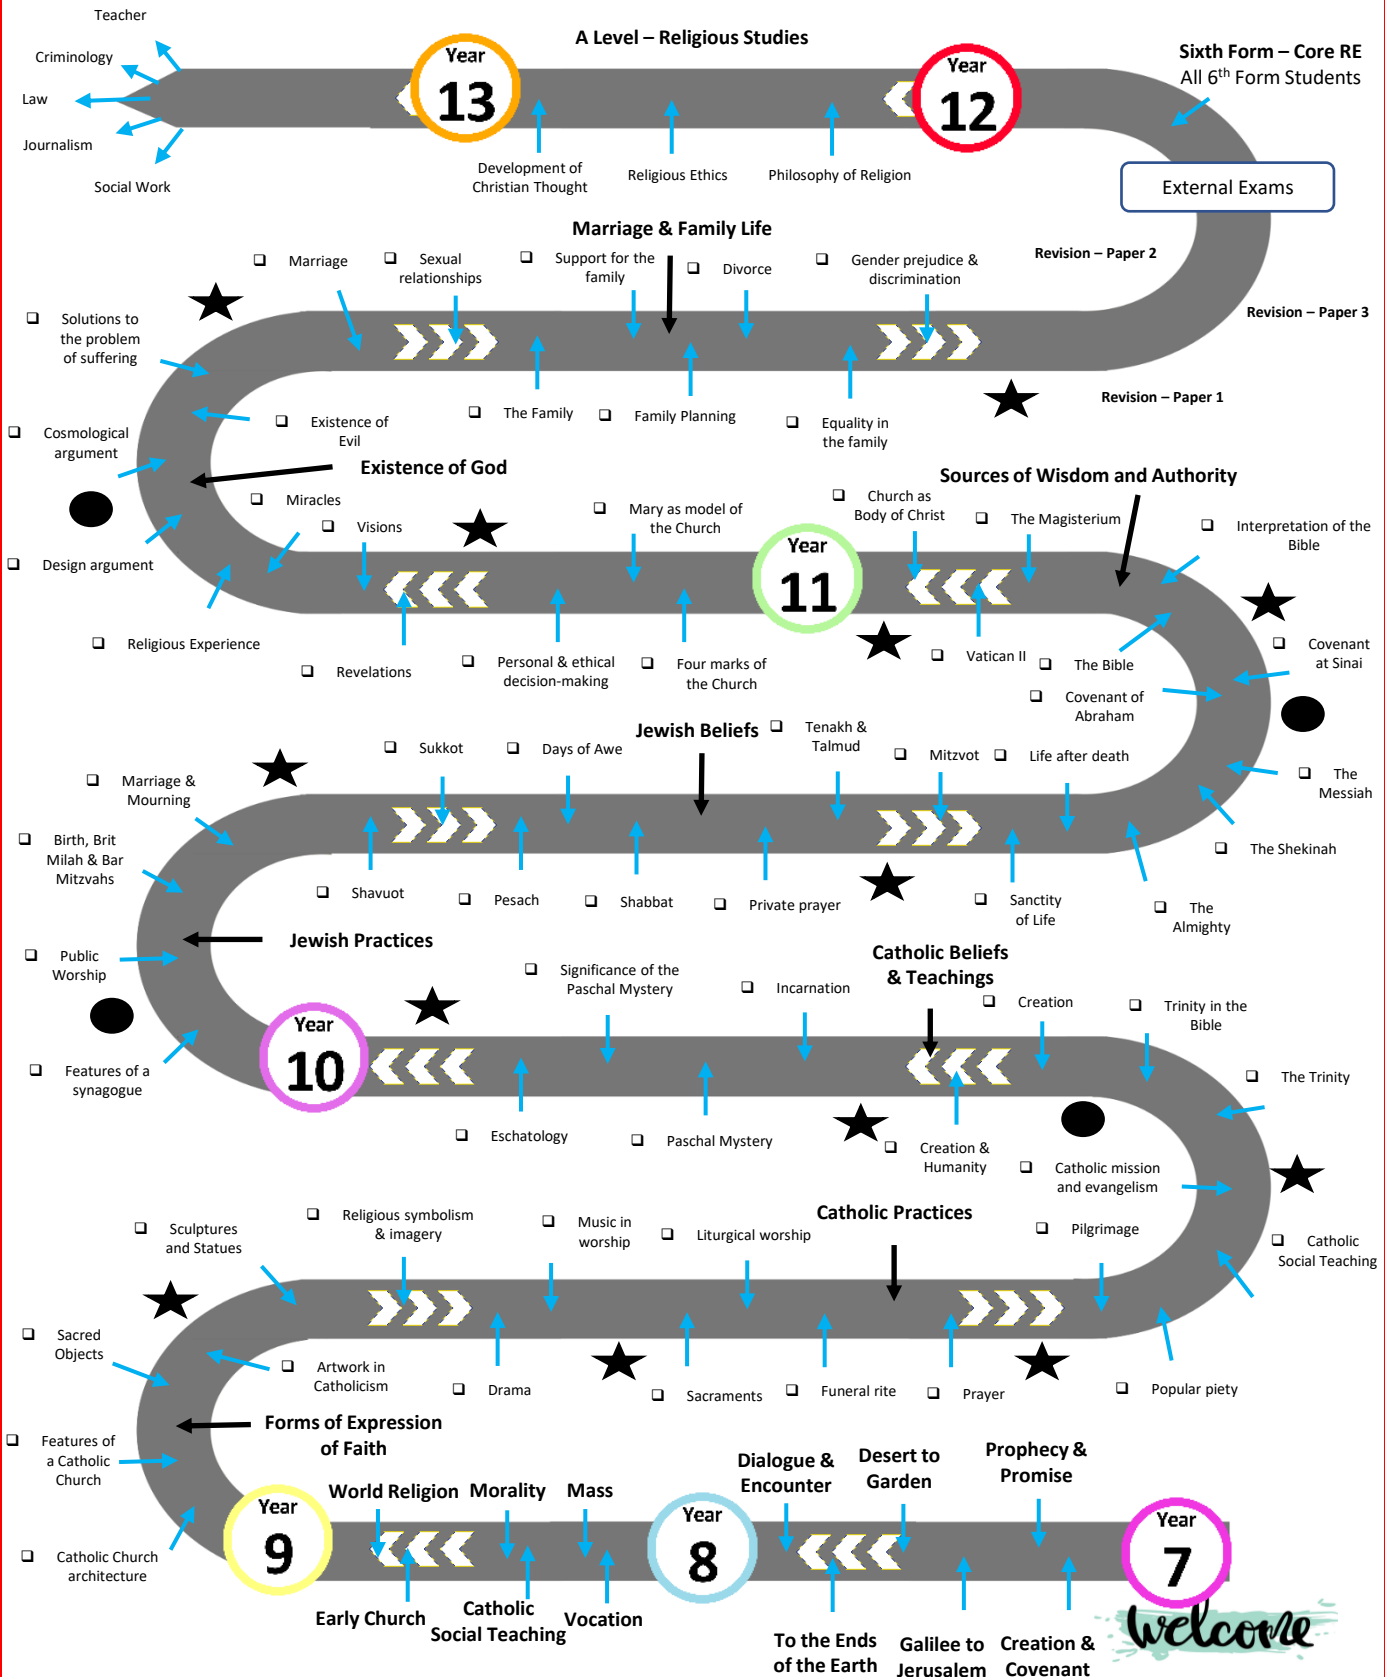 Teacher
Criminology
Law
Journalism
Social Work
Year
13
A Level – Religious Studies
Year
12
Sixth Form – Core RE
All 6th Form Students
Development of
Christian Thought
Religious Ethics
Philosophy of Religion
External Exams
Marriage & Family Life
Revision – Paper 2
Revision – Paper 3
Revision – Paper 1
❑ Marriage
❑ Sexual
relationships
❑ Support for the
family
❑ Divorce
❑ Gender prejudice &
discrimination
❑ Solutions to
the problem
of suffering
❑ The Family
❑ Family Planning
❑ Equality in
the family
❑ Existence of
Evil
❑ Cosmological
argument
Existence of God
❑ Miracles
❑ Visions
❑ Design argument
❑ Religious Experience
❑ Revelations
❑ Mary as model of
the Church
❑ Personal & ethical
decision-making
❑ Four marks of
the Church
Year
11
Sources of Wisdom and Authority
❑ Church as
Body of Christ
❑ The Magisterium
❑ Interpretation of the
Bible
❑ Vatican II
❑ The Bible
❑ Covenant
at Sinai
❑ Covenant of
Abraham
❑ The
Messiah
❑ The Shekinah
❑ The
Almighty
Jewish Beliefs
❑ Tenakh &
Talmud
❑ Mitzvot
❑ Life after death
❑ Sukkot
❑ Days of Awe
❑ Marriage &
Mourning
❑ Birth, Brit
Milah & Bar
Mitzvahs
❑ Shavuot
❑ Pesach
❑ Shabbat
❑ Private prayer
❑ Sanctity
of Life
Jewish Practices
❑ Public
Worship
❑ Features of a
synagogue
Year
10
Catholic Beliefs
& Teachings
❑ Significance of the
Paschal Mystery
❑ Incarnation
❑ Creation
❑ Trinity in the
Bible
❑ The Trinity
❑ Eschatology
❑ Paschal Mystery
❑ Creation &
Humanity
❑ Catholic mission
and evangelism
❑ Catholic
Social Teaching
Catholic Practices
❑ Pilgrimage
❑ Sculptures
and Statues
❑ Religious symbolism
& imagery
❑ Music in
worship
❑ Liturgical worship
❑ Sacred
Objects
❑ Artwork in
Catholicism
❑ Drama
❑ Sacraments
❑ Funeral rite
❑ Prayer
❑ Popular piety
Forms of Expression
of Faith
❑ Features of
a Catholic
Church
❑ Catholic Church
architecture
Year
9
World Religion
Morality
Mass
Early Church
Catholic
Social Teaching
Vocation
Year
8
Dialogue &
Encounter
Desert to
Garden
Prophecy &
Promise
To the Ends
of the Earth
Galilee to
Jerusalem
Creation &
Covenant
Year
7
welcome